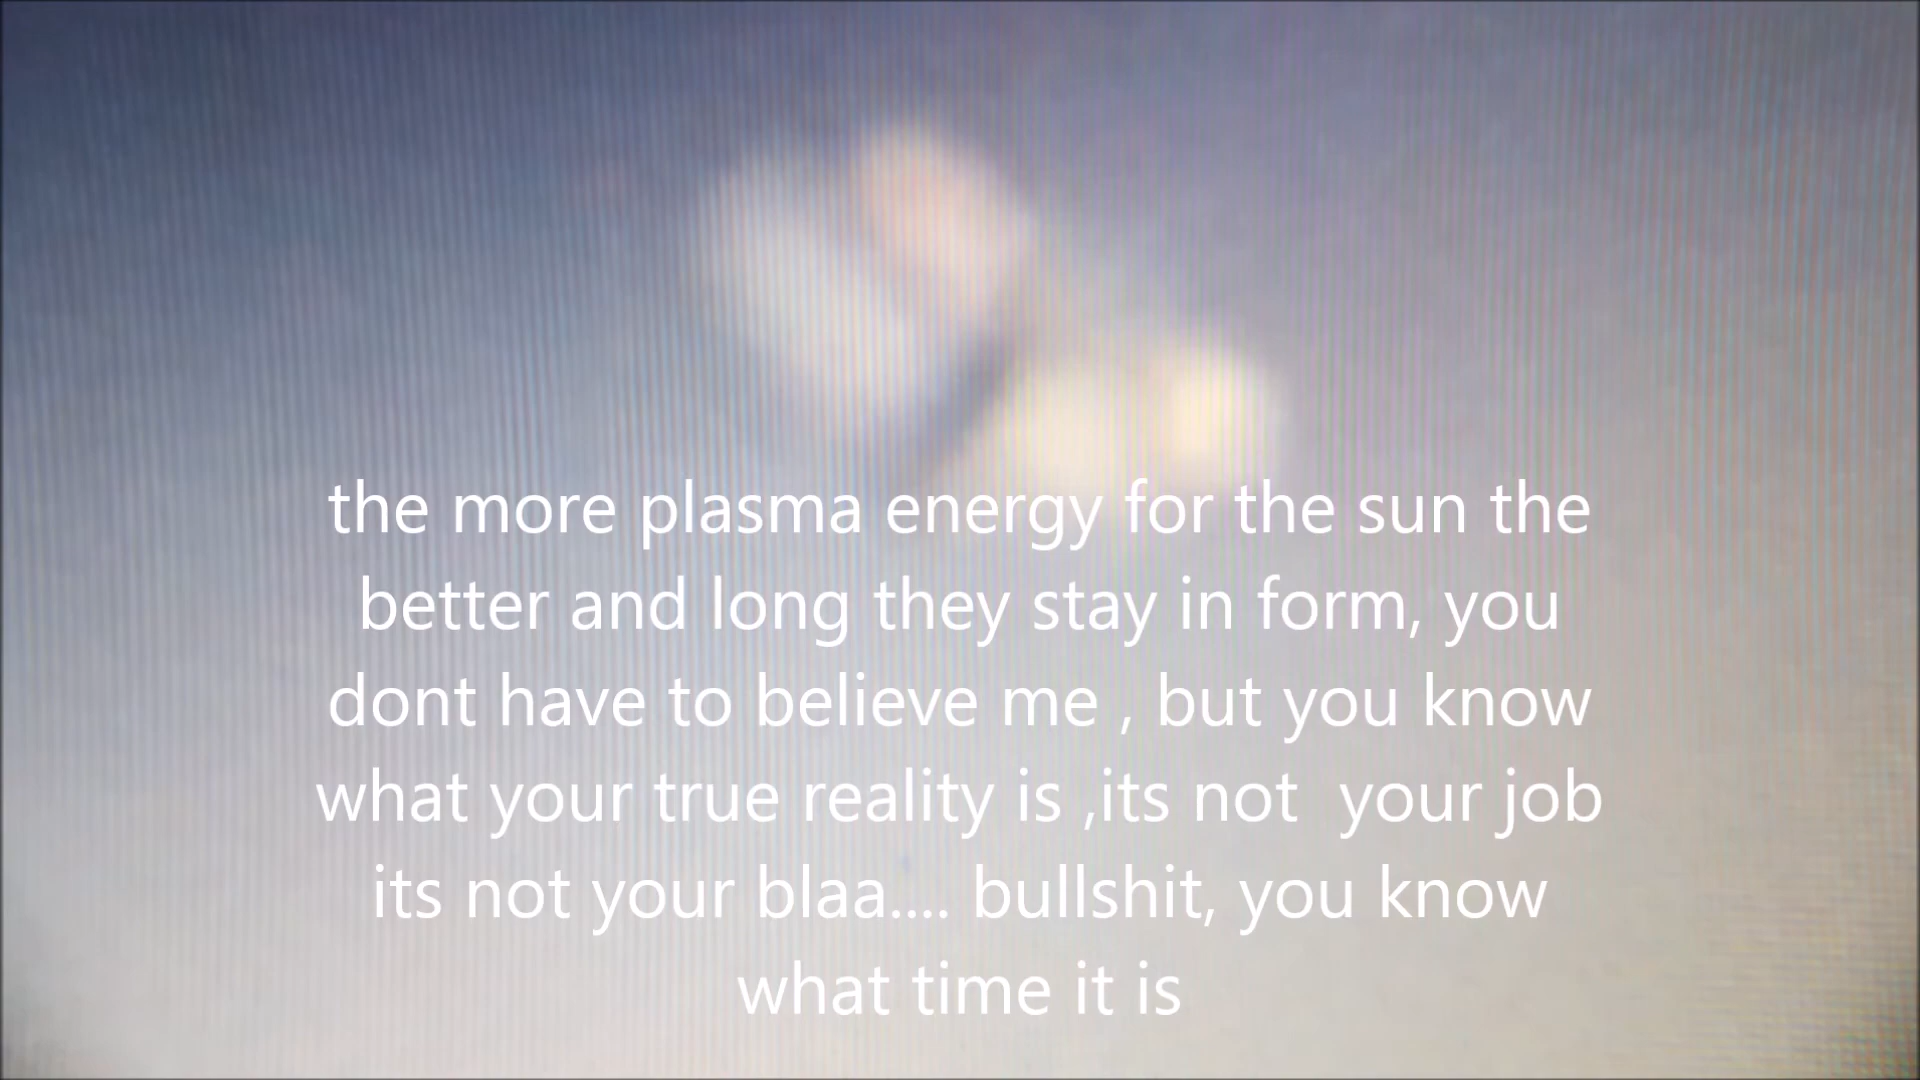 the more plasma energy for the sun the
better and long they stay in form, you
dont have to believe me , but you know
what your true reality is ,its not  your job
its not your blaa.... bullshit, you know
what time it is